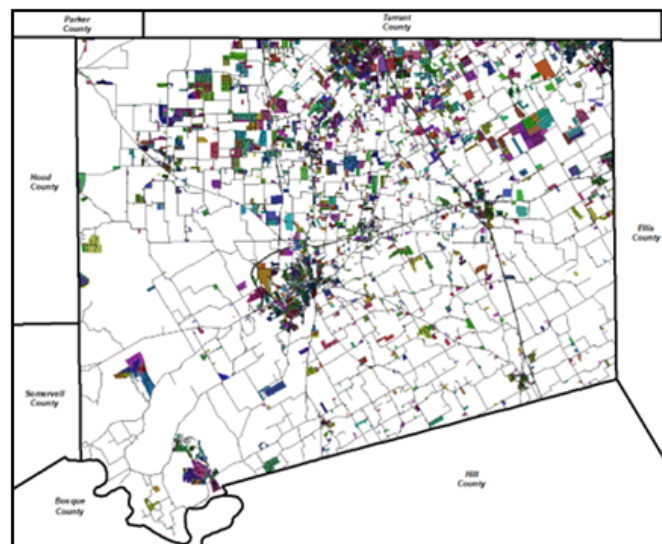 Parker
County
Tarrant
County
Hood
County
Ellis
County
Somervell
County
Bosque
County
Hill
County